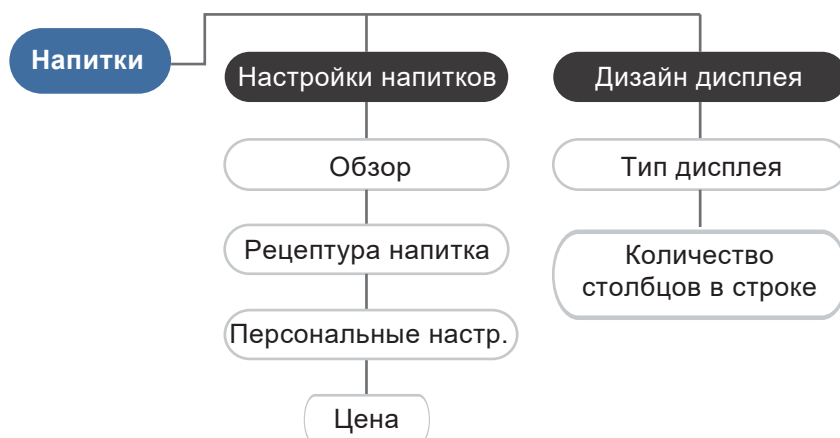 Напитки
Настройки напитков
Обзор
Рецептура напитка
Персональные настр.
Цена
Дизайн дисплея
Тип дисплея
Количество
столбцов в строке